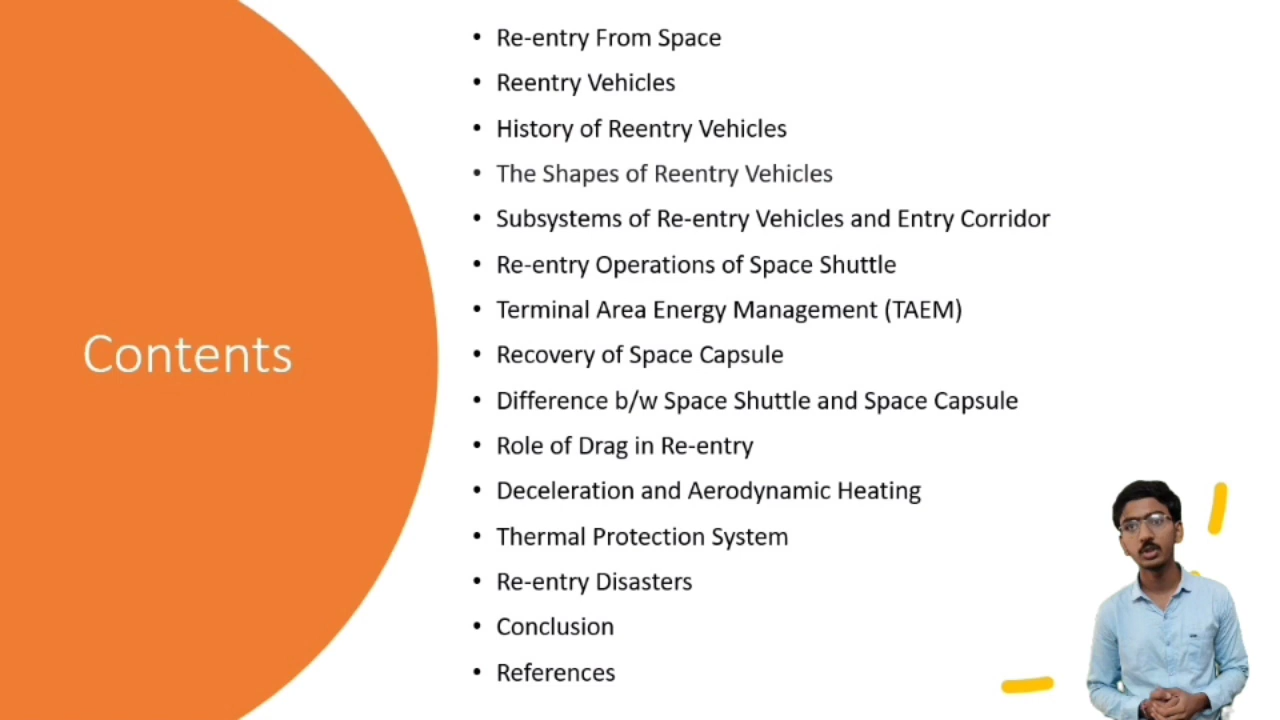 Contents
• Re-entry From Space
• Reentry Vehicles
• History of Reentry Vehicles
• The Shapes of Reentry Vehicles
• Subsystems of Re-entry Vehicles and Entry Corridor
• Re-entry Operations of Space Shuttle
• Terminal Area Energy Management (TAEM)
• Recovery of Space Capsule
• Difference b/w Space Shuttle and Space Capsule
• Role of Drag in Re-entry
• Deceleration and Aerodynamic Heating
• Thermal Protection System
• Re-entry Disasters
• Conclusion
• References